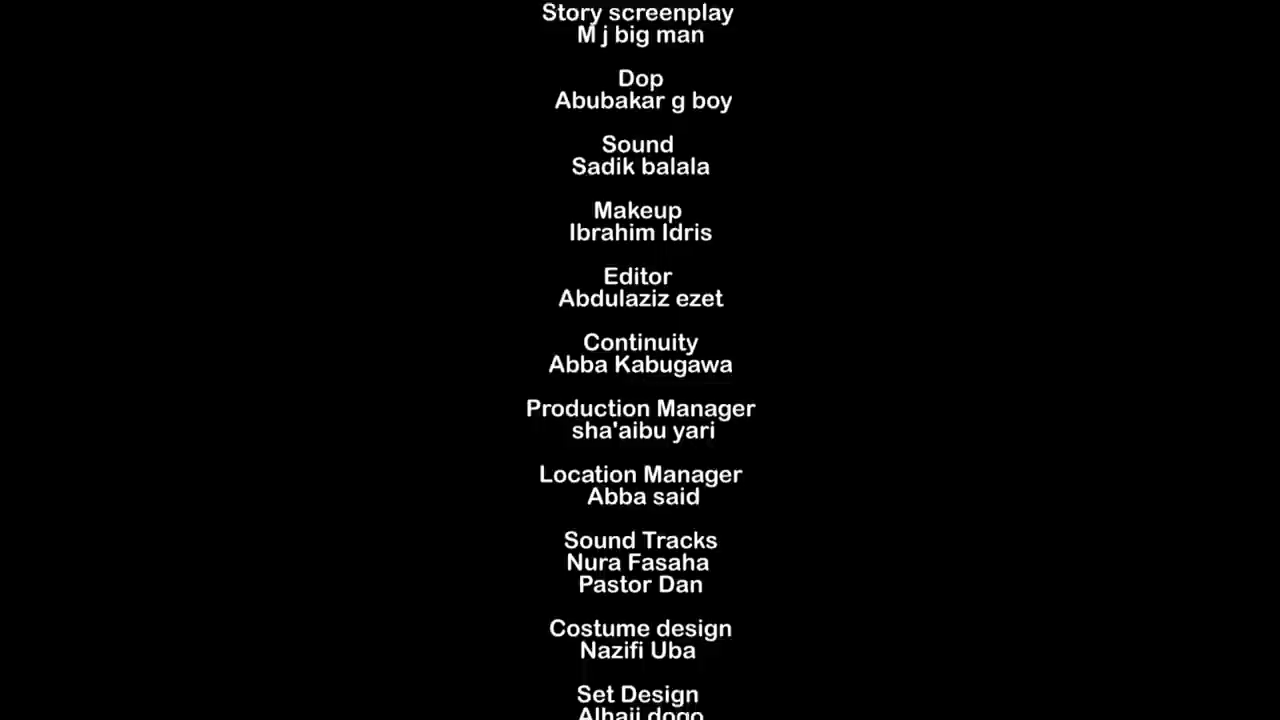 Story screenplay
M j big man
Dop
Abubakar g boy
Sound
Sadik balala
Makeup
Ibrahim Idris
Editor
Abdulaziz ezet
Continuity
Abba Kabugawa
Production Manager
sha'aibu yari
Location Manager
Abba said
Sound Tracks
Nura Fasaha
Pastor Dan
Costume design
Nazifi Uba
Set Design
Alhaji dogo